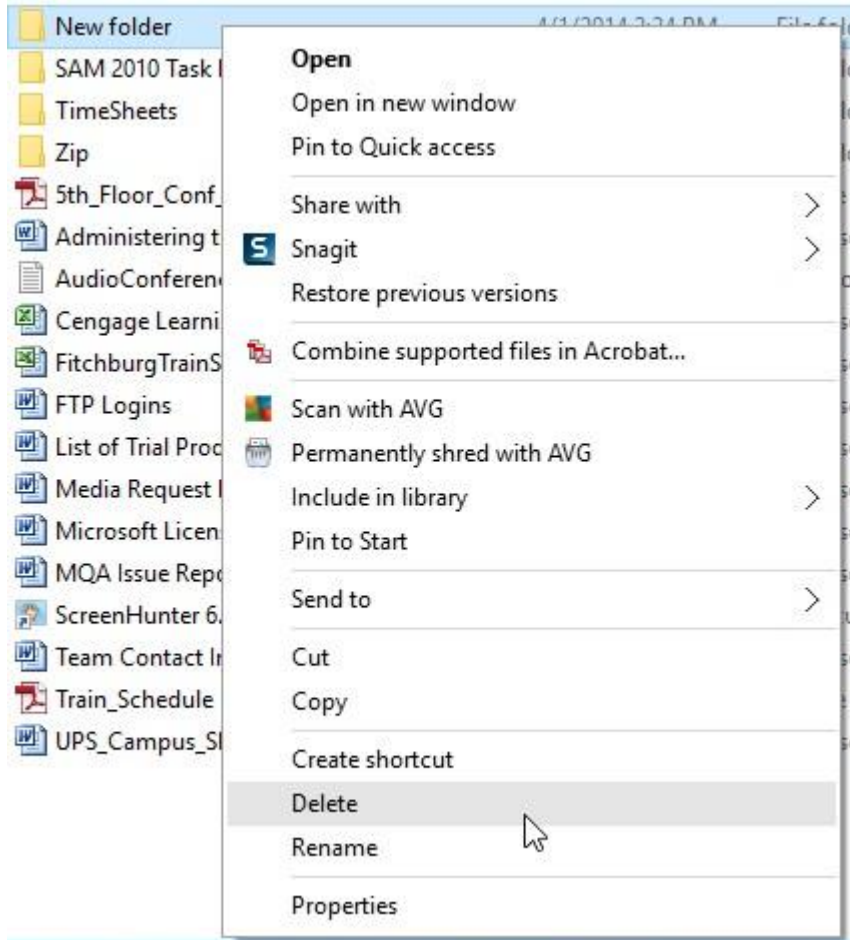 New folder
Open
SAM 2010 Task
Open in new window
TimeSheets
Pin to Quick access
Zip
5th_Floor_Conf_
Share with
Administering t
Snagit
AudioConferen
Restore previous versions
Cengage Learni
Combine supported files in Acrobat...
FitchburgTrainS
FTP Logins
Scan with AVG
List of Trial Proc
Permanently shred with AVG
Media Request
Include in library
Microsoft Licen
Pin to Start
MQA Issue Repo
Send to
ScreenHunter 6.
Team Contact I
Cut
Train_Schedule
Copy
UPS_Campus_S
Create shortcut
Delete
Rename
Properties